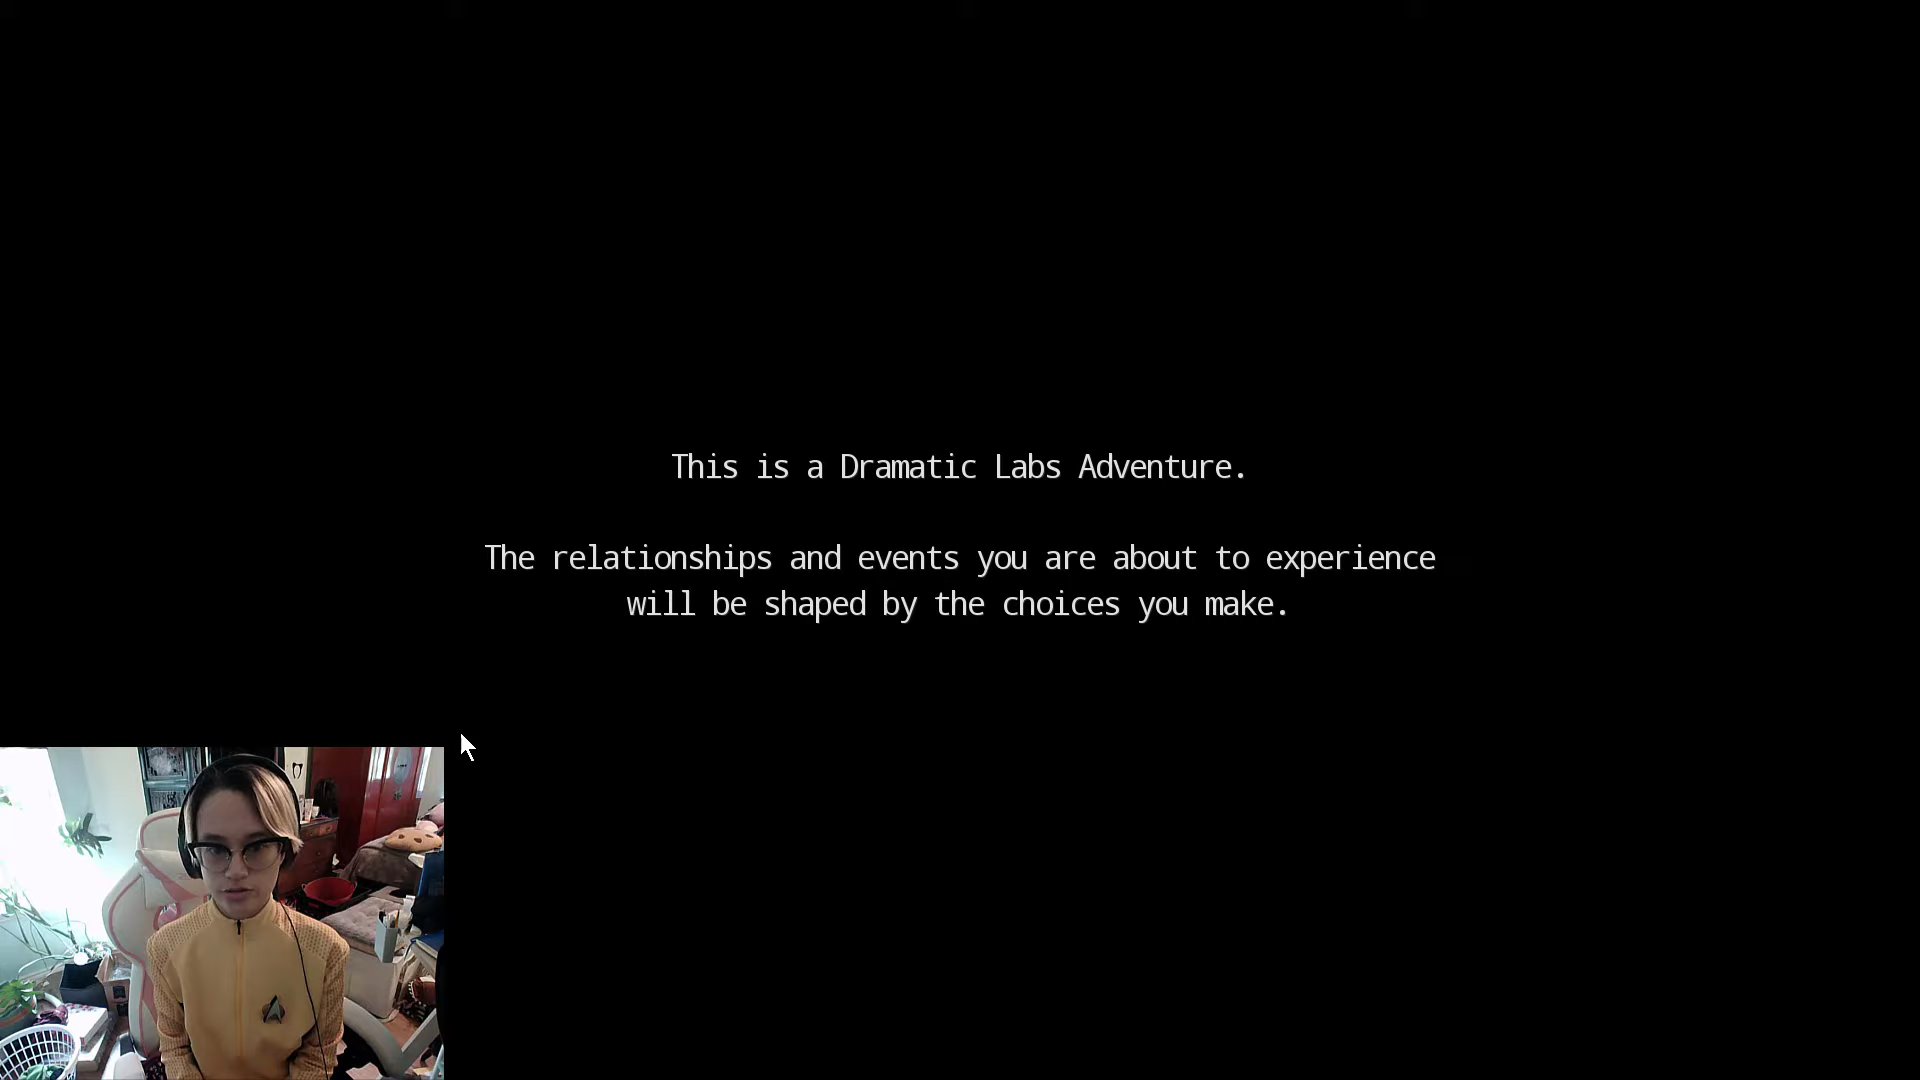 This is a Dramatic Labs Adventure.
The relationships and events you are about to experience
will be shaped by the choices you make.